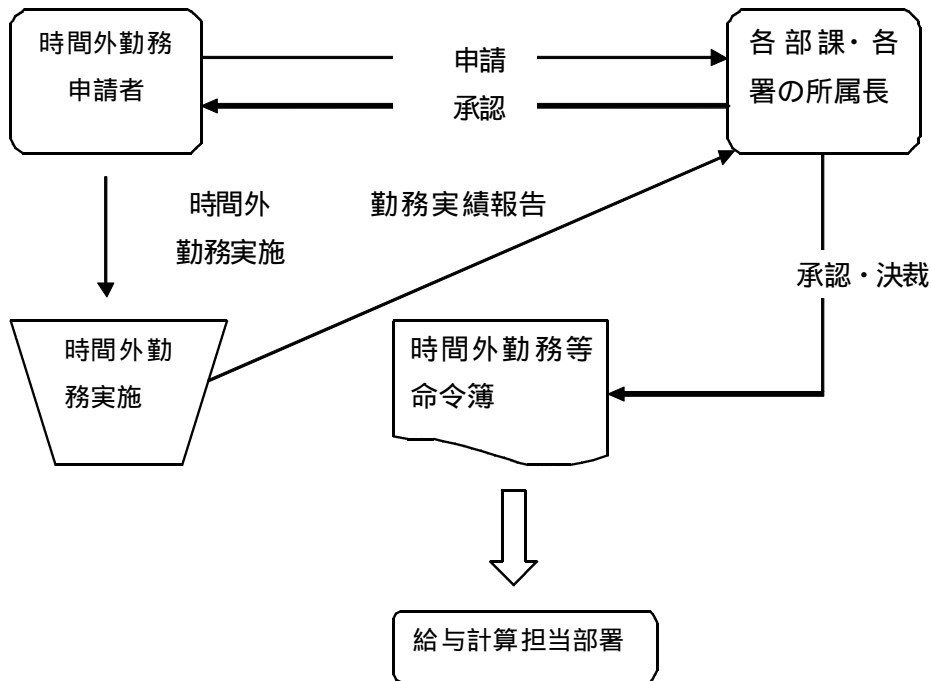 時間外勤務
申請者
申請
承認
各部課・各
署の所属長
時間外
勤務実施
勤務実績報告
承認・決裁
時間外勤
務実施
時間外勤務等
命令簿
給与計算担当部署